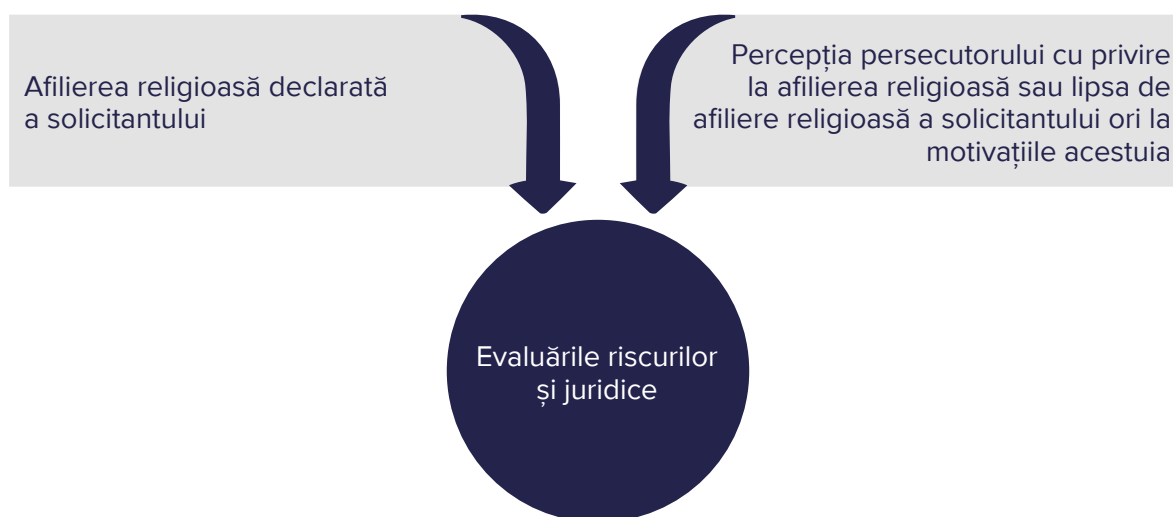 Afilierea religioasă declarată
a solicitantului
Percepția persecutorului cu privire
la afilierea religioasă sau lipsa de
afiliere religioasă a solicitantului ori la
motivațiile acestuia
Evaluările riscurilor
și juridice